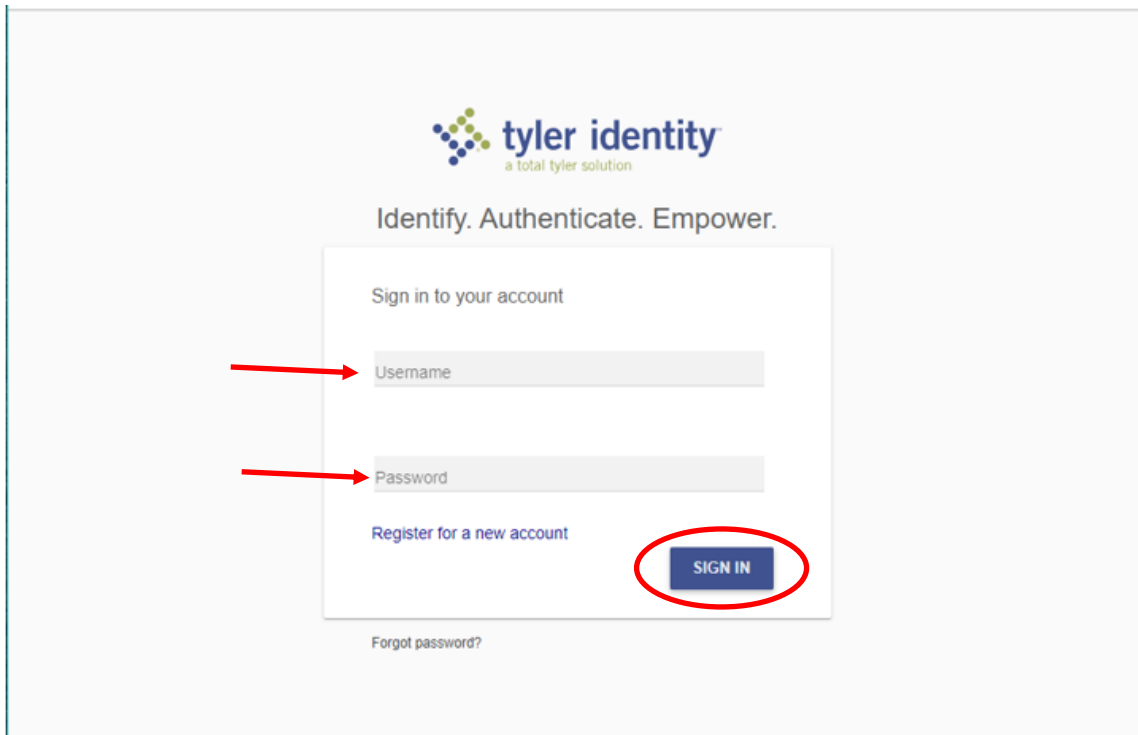 tyler identity
a total tyler solution
Identify. Authenticate. Empower.
Sign in to your account
Username
Password
Register for a new account
SIGN IN
Forgot password?